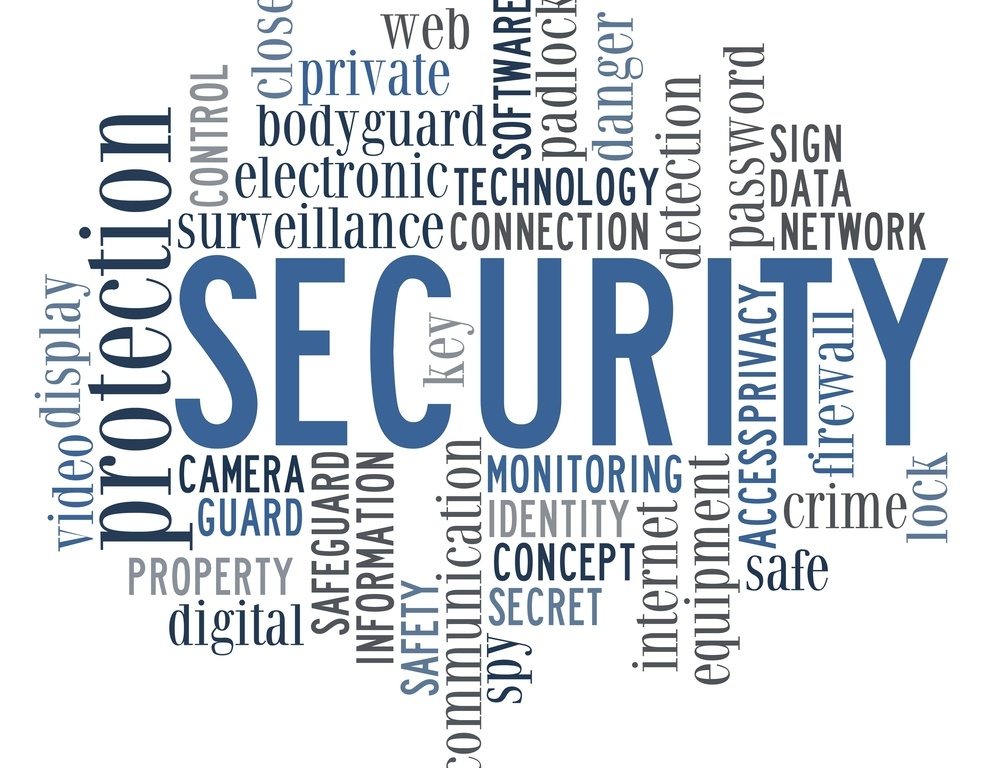 web
close
private
SOFTWARE
padlock
danger
CONTROL
bodyguard
detection
password
SIGN
electronic
TECHNOLOGY
DATA
surveillance
CONNECTION
NETWORK
protection
SECURITY
key
display
video
PRIVACY
ACCESS
firewall
CAMERA
GUARD
SAFEGUARD
INFORMATION
communication
MONITORING
IDENTITY
CONCEPT
SECRET
internet
equipment
crime
lock
safe
PROPERTY
digital
SAFETY
spy